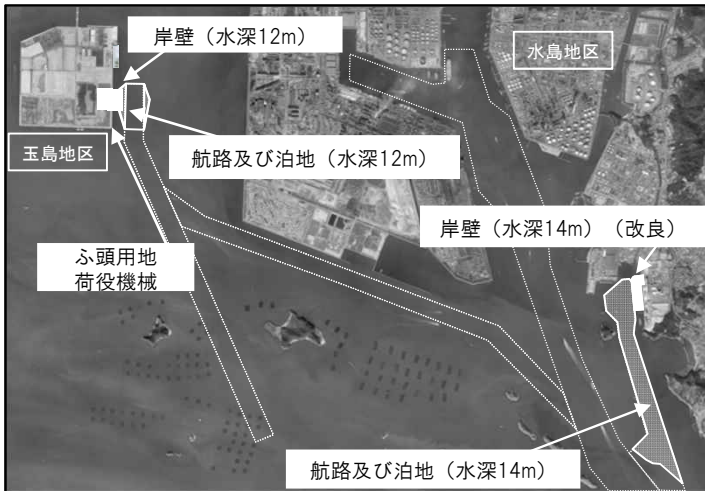 岸壁（水深12m）
水島地区
航路及び泊地（水深12m）
玉島地区
岸壁（水深14m）（改良）
ふ頭用地
荷役機械
航路及び泊地（水深14m）